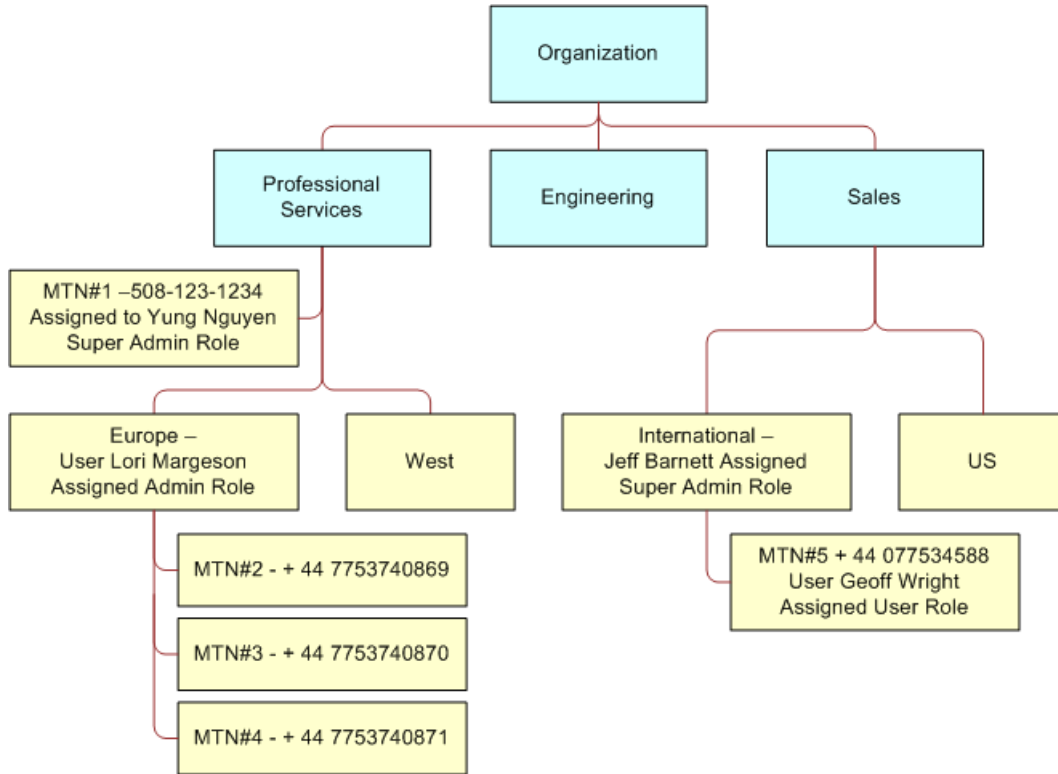 Organization
Professional
Services
Engineering
Sales
MTN#1 –508-123-1234
Assigned to Yung Nguyen
Super Admin Role
Europe –
User Lori Margeson
Assigned Admin Role
West
International –
Jeff Barnett Assigned
Super Admin Role
US
MTN#2 - + 44 7753740869
MTN#3 - + 44 7753740870
MTN#4 - + 44 7753740871
MTN#5 + 44 077534588
User Geoff Wright
Assigned User Role